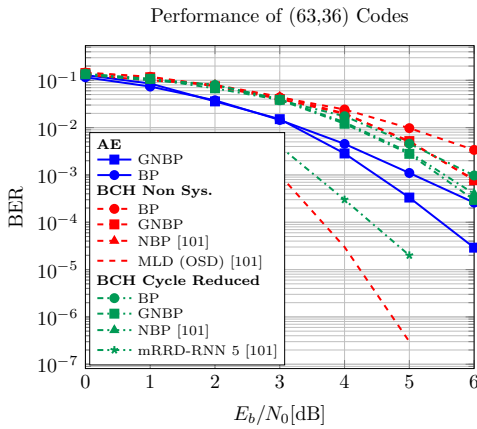 Performance of (63,36) Codes
BER
10^{-1}
10^{-2}
10^{-3}
10^{-4}
10^{-5}
10^{-6}
10^{-7}
AE
GNBP
BP
BCH Non Sys.
BP
GNBP
NBP [101]
MLD (OSD) [101]
BCH Cycle Reduced
BP
GNBP
NBP [101]
mRRD-RNN 5 [101]
0 1 2 3 4 5 6
E_b/N_0[dB]